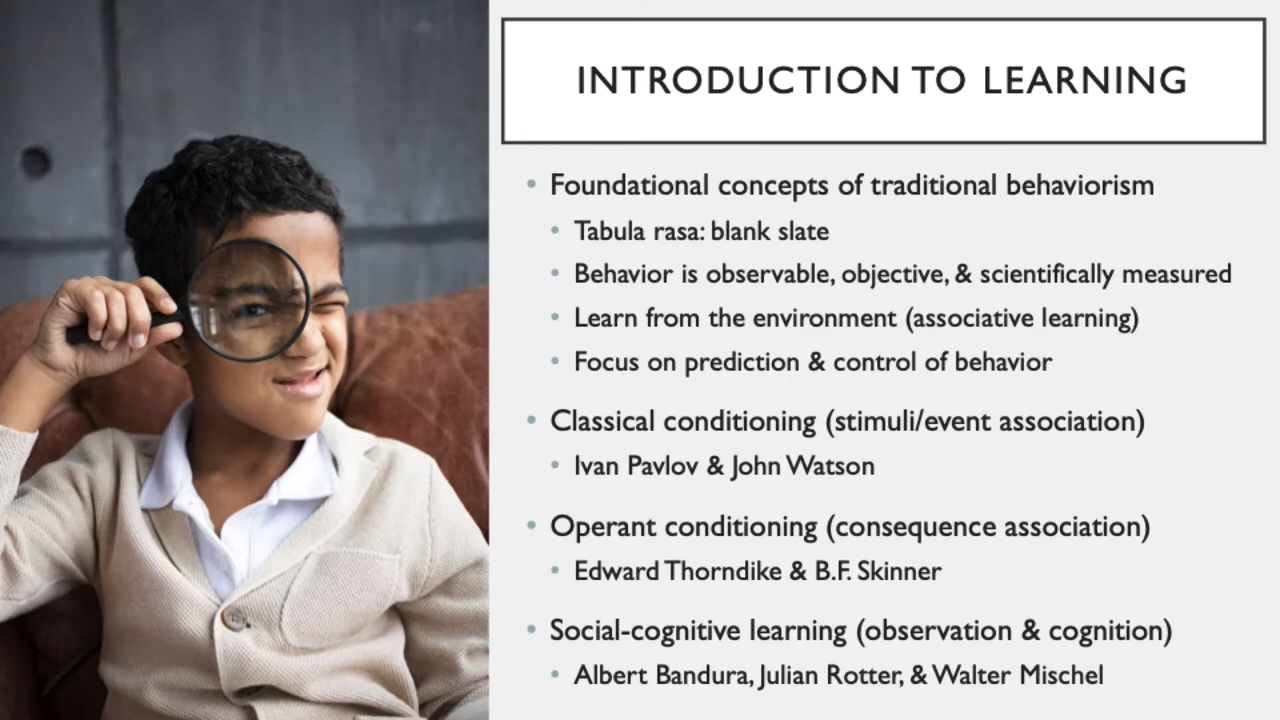 INTRODUCTION TO LEARNING
• Foundational concepts of traditional behaviorism
• Tabula rasa: blank slate
• Behavior is observable, objective, & scientifically measured
• Learn from the environment (associative learning)
• Focus on prediction & control of behavior
• Classical conditioning (stimuli/event association)
• Ivan Pavlov & John Watson
• Operant conditioning (consequence association)
• Edward Thorndike & B.F. Skinner
• Social-cognitive learning (observation & cognition)
• Albert Bandura, Julian Rotter, & Walter Mischel